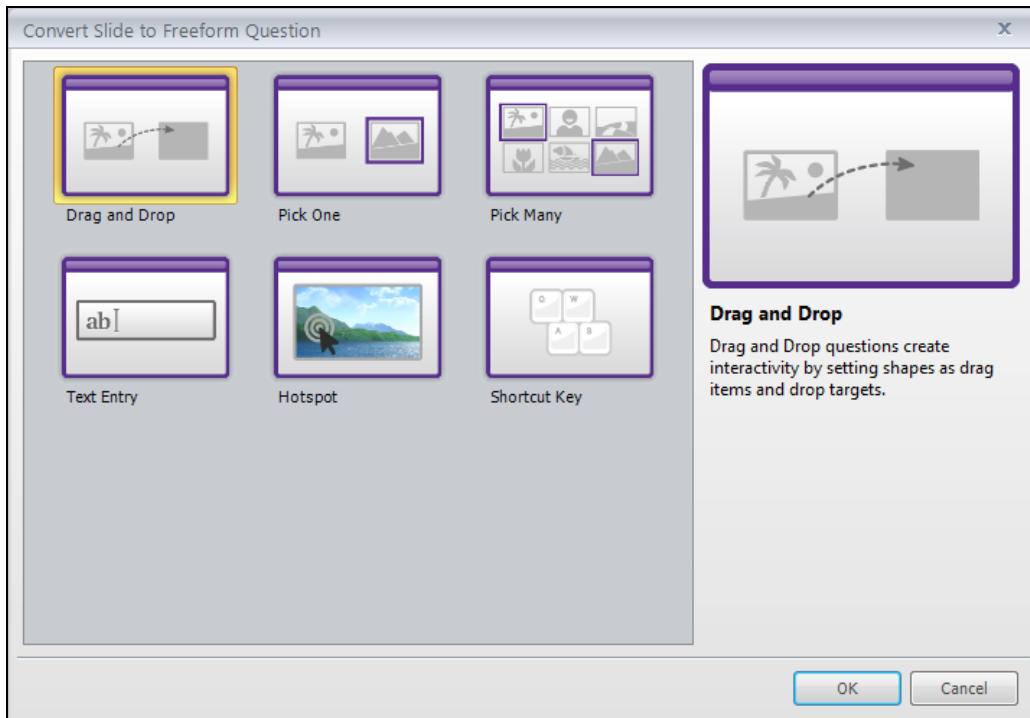 Convert Slide to Freeform Question
x
Drag and Drop
Pick One
Pick Many
ab
Text Entry
Hotspot
Q W
A B
Shortcut Key
Drag and Drop
Drag and Drop questions create
interactivity by setting shapes as drag
items and drop targets.
OK
Cancel